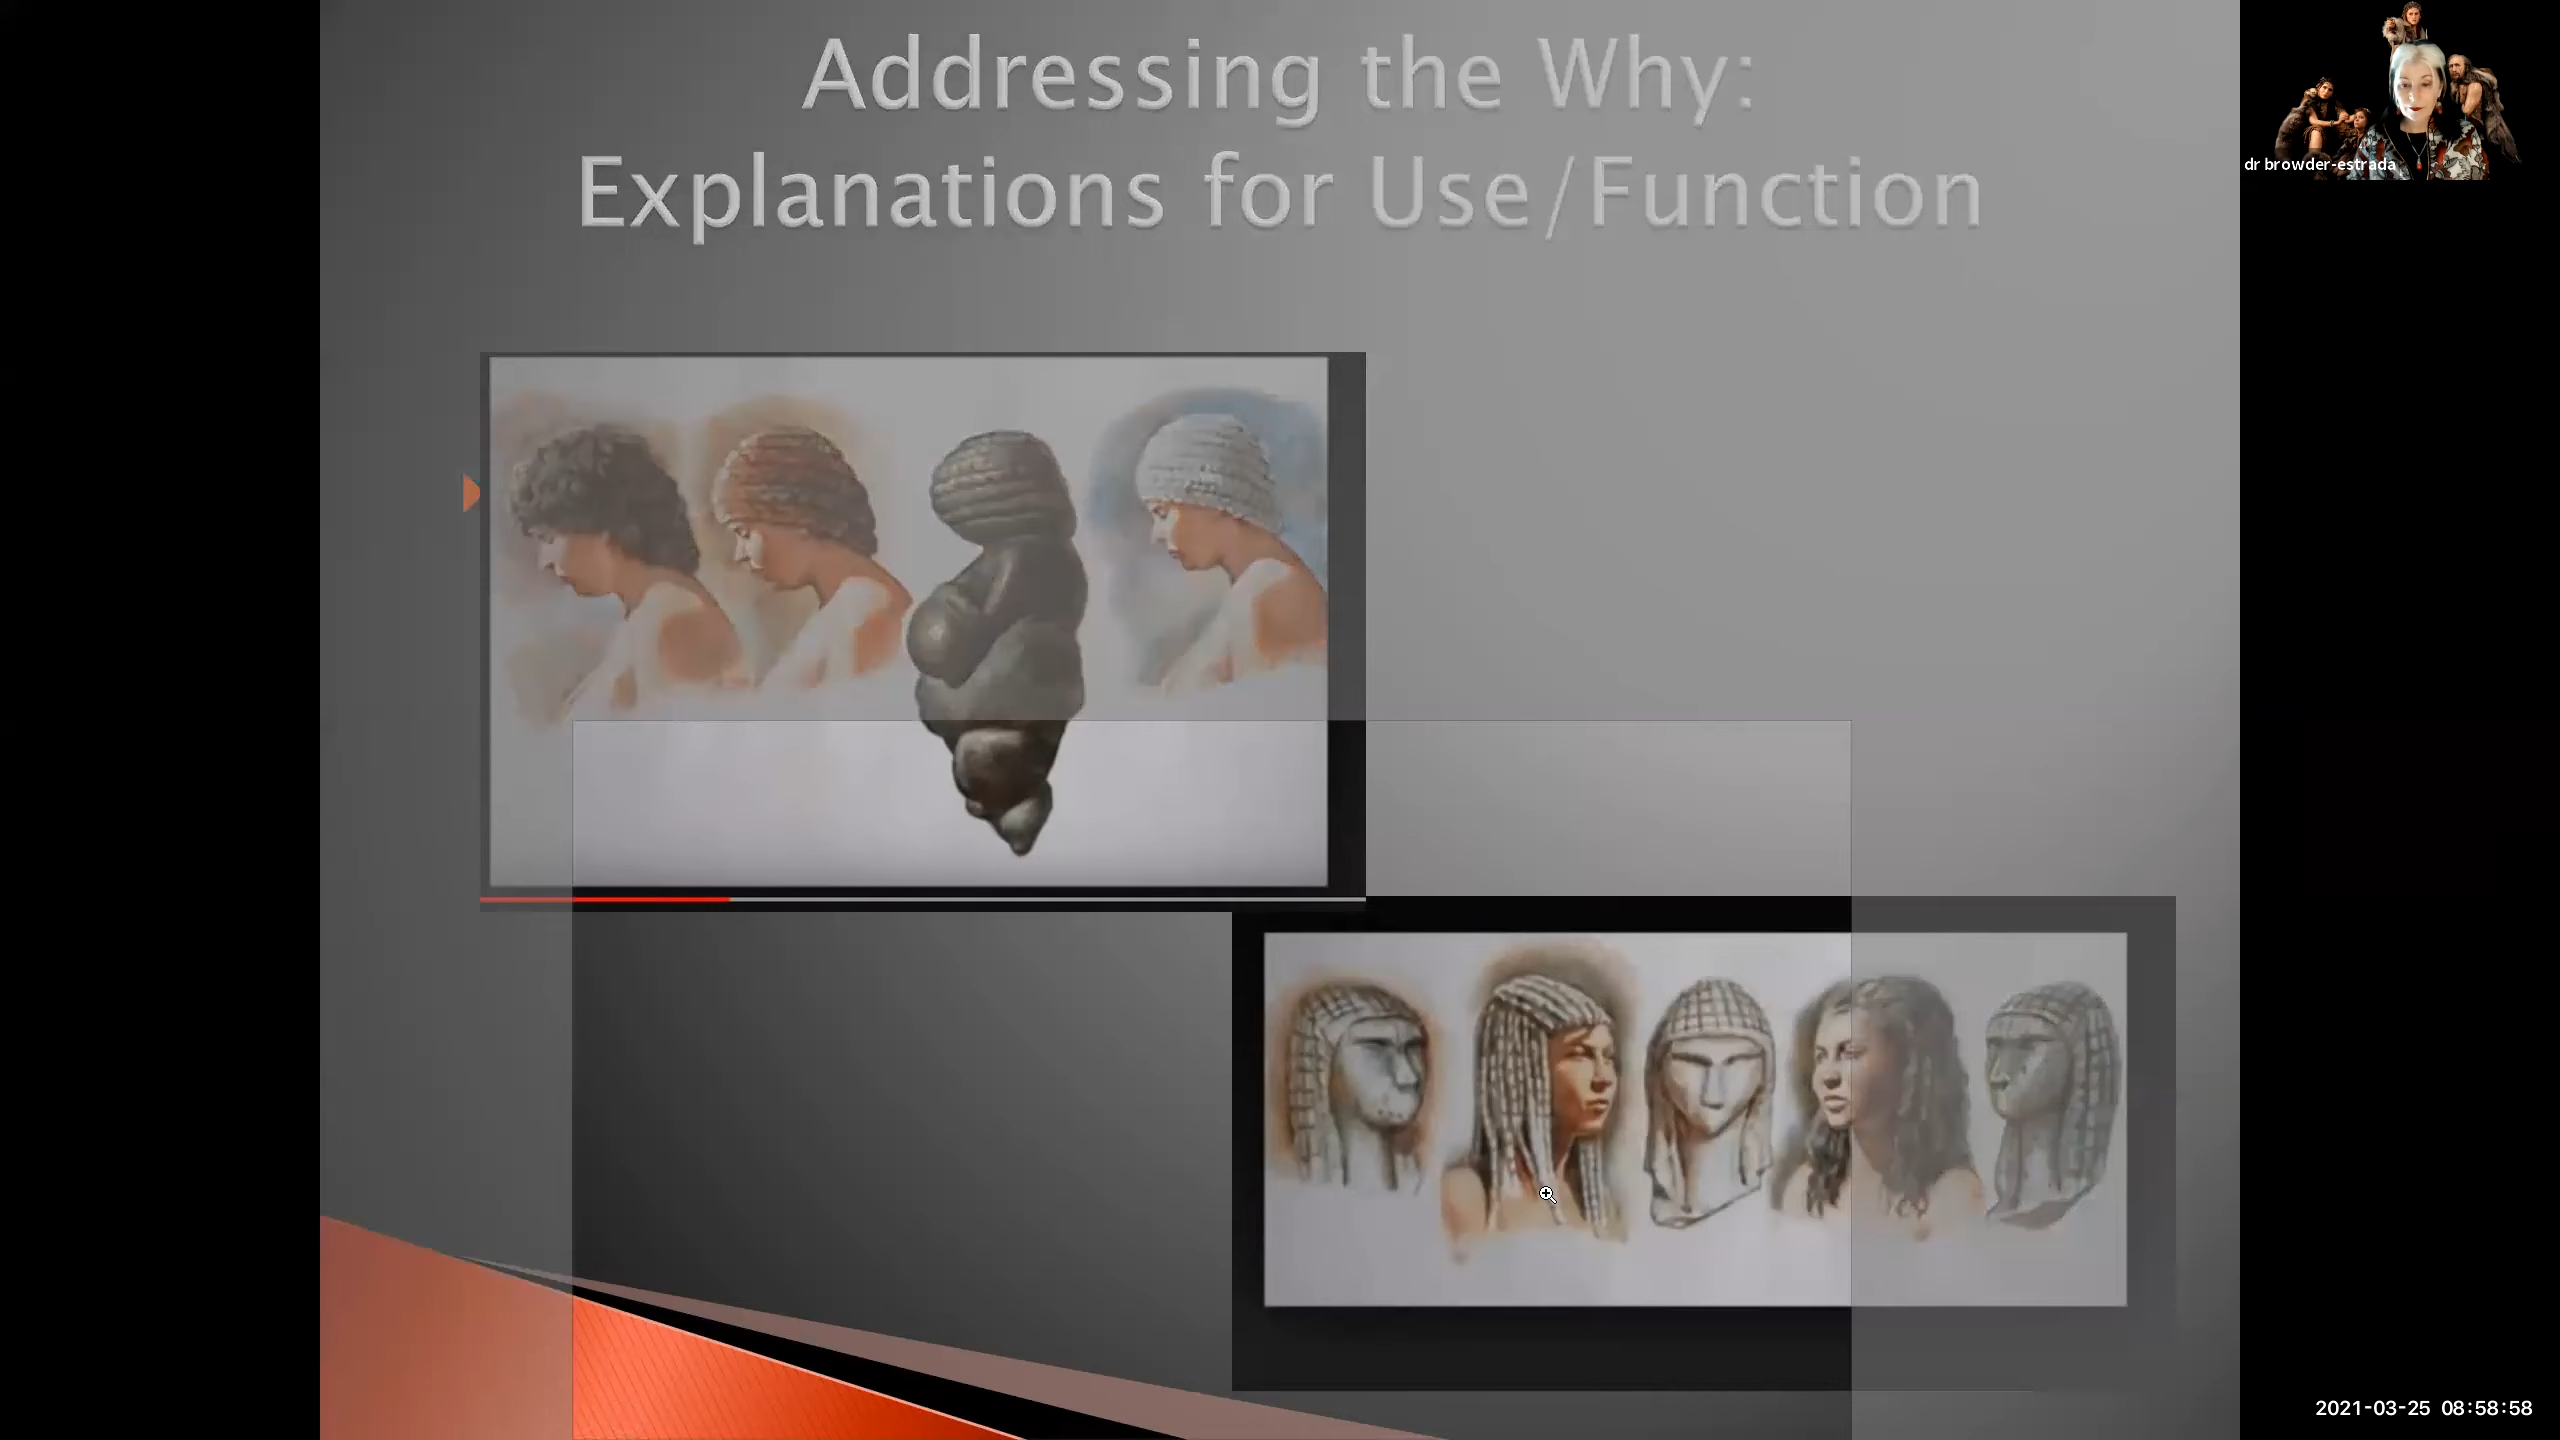 Addressing the Why:
Explanations for Use/Function
dr browder-estrada
2021-03-25 08:58:58